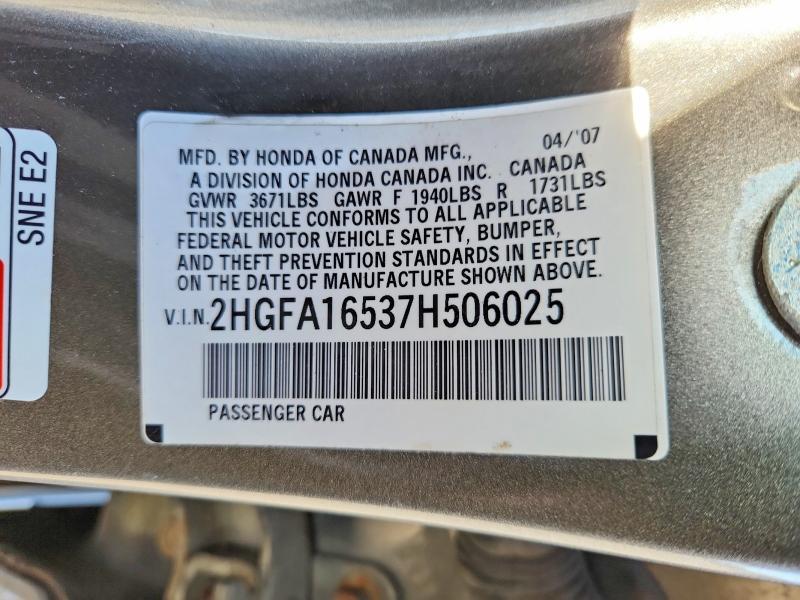 SNE E2
04/'07
MFD. BY HONDA OF CANADA MFG.,
A DIVISION OF HONDA CANADA INC. CANADA
GVWR 3671LBS GAWR F 1940LBS R 1731LBS
THIS VEHICLE CONFORMS TO ALL APPLICABLE
FEDERAL MOTOR VEHICLE SAFETY, BUMPER,
AND THEFT PREVENTION STANDARDS IN EFFECT
ON THE DATE OF MANUFACTURE SHOWN ABOVE.
V.I.N. 2HGFA16537H506025
PASSENGER CAR